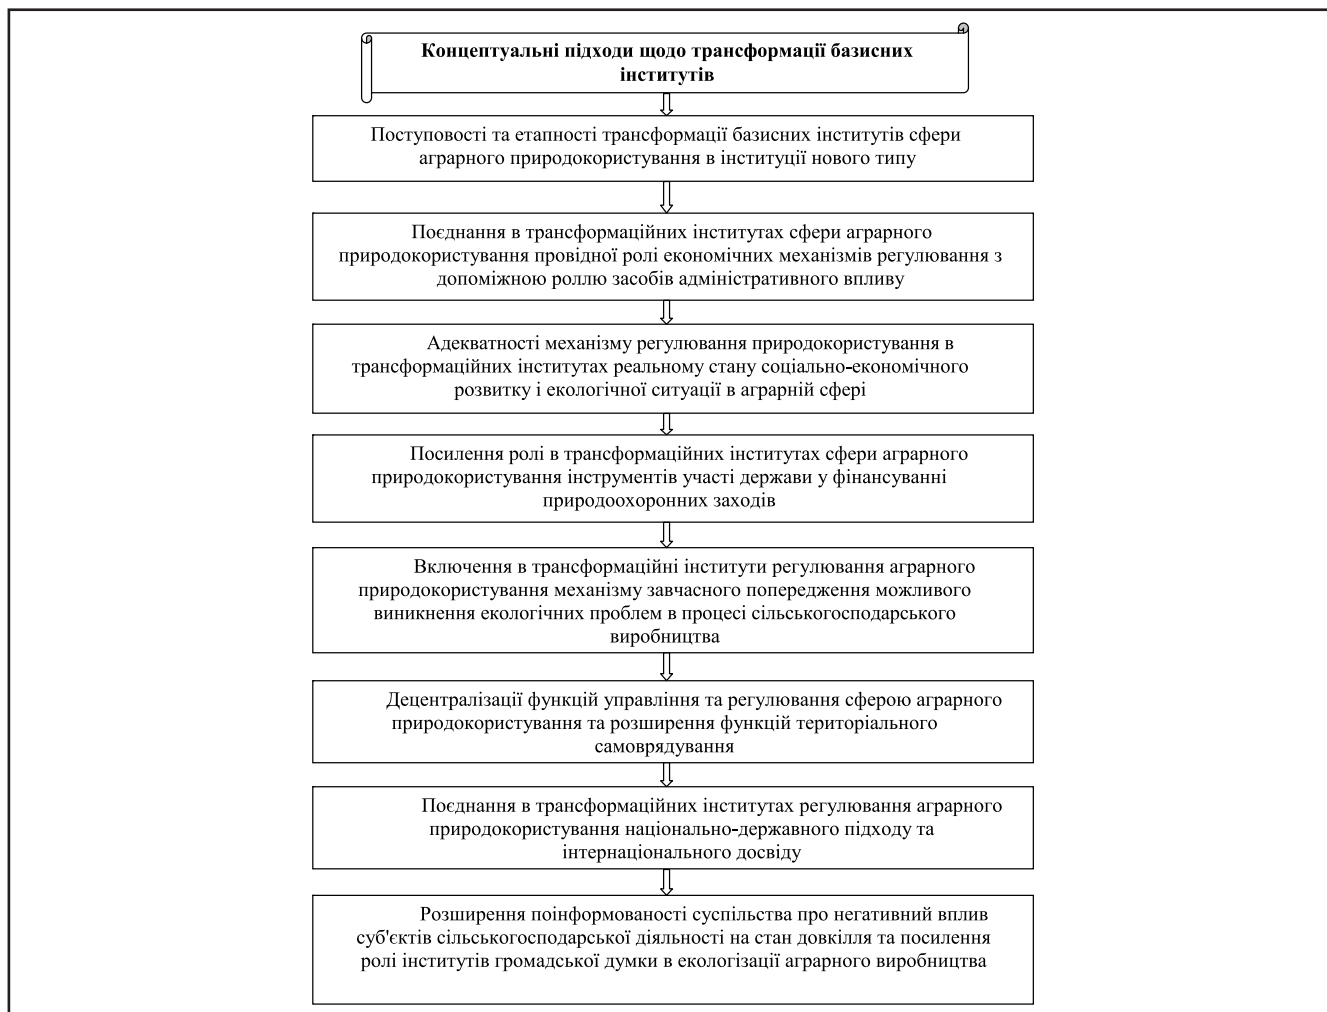 Концептуальні підходи щодо трансформації базисних
інститутів
Поступовості та етапності трансформації базисних інститутів сфери
аграрного природокористування в інституції нового типу
Поєднання в трансформаційних інститутах сфери аграрного
природокористування провідної ролі економічних механізмів регулювання з
допоміжною роллю засобів адміністративного впливу
Адекватності механізму регулювання природокористування в
трансформаційних інститутах реальному стану соціально-економічного
розвитку і екологічної ситуації в аграрній сфері
Посилення ролі в трансформаційних інститутах сфери аграрного
природокористування інструментів участі держави у фінансуванні
природоохоронних заходів
Включення в трансформаційні інститути регулювання аграрного
природокористування механізму завчасного попередження можливого
виникнення екологічних проблем в процесі сільськогосподарського
виробництва
Децентралізації функцій управління та регулювання сферою аграрного
природокористування та розширення функцій територіального
самоврядування
Поєднання в трансформаційних інститутах регулювання аграрного
природокористування національно-державного підходу та
інтернаціонального досвіду
Розширення поінформованості суспільства про негативний вплив
суб'єктів сільськогосподарської діяльності на стан довкілля та посилення
ролі інститутів громадської думки в екологізації аграрного виробництва